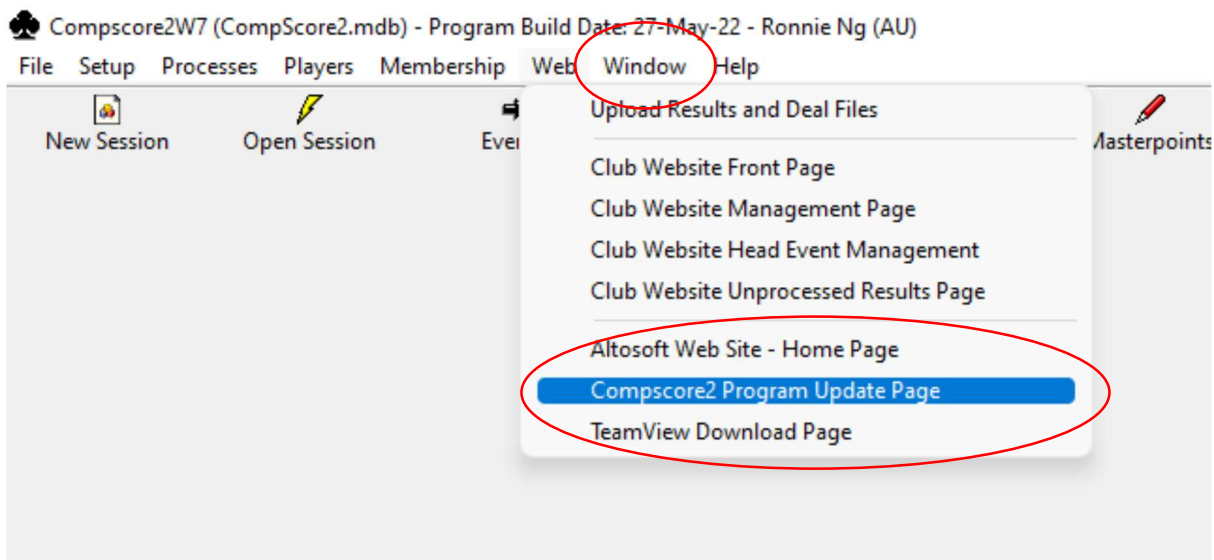 Compscore2W7 (CompScore2.mdb) - Program Build Date: 27-May-22 - Ronnie Ng (AU)
File Setup Processes Players Membership Web Window Help
New Session Open Session
Upload Results and Deal Files
Club Website Front Page
Club Website Management Page
Club Website Head Event Management
Club Website Unprocessed Results Page
Altosoft Web Site - Home Page
Compscore2 Program Update Page
TeamView Download Page
Masterpoints